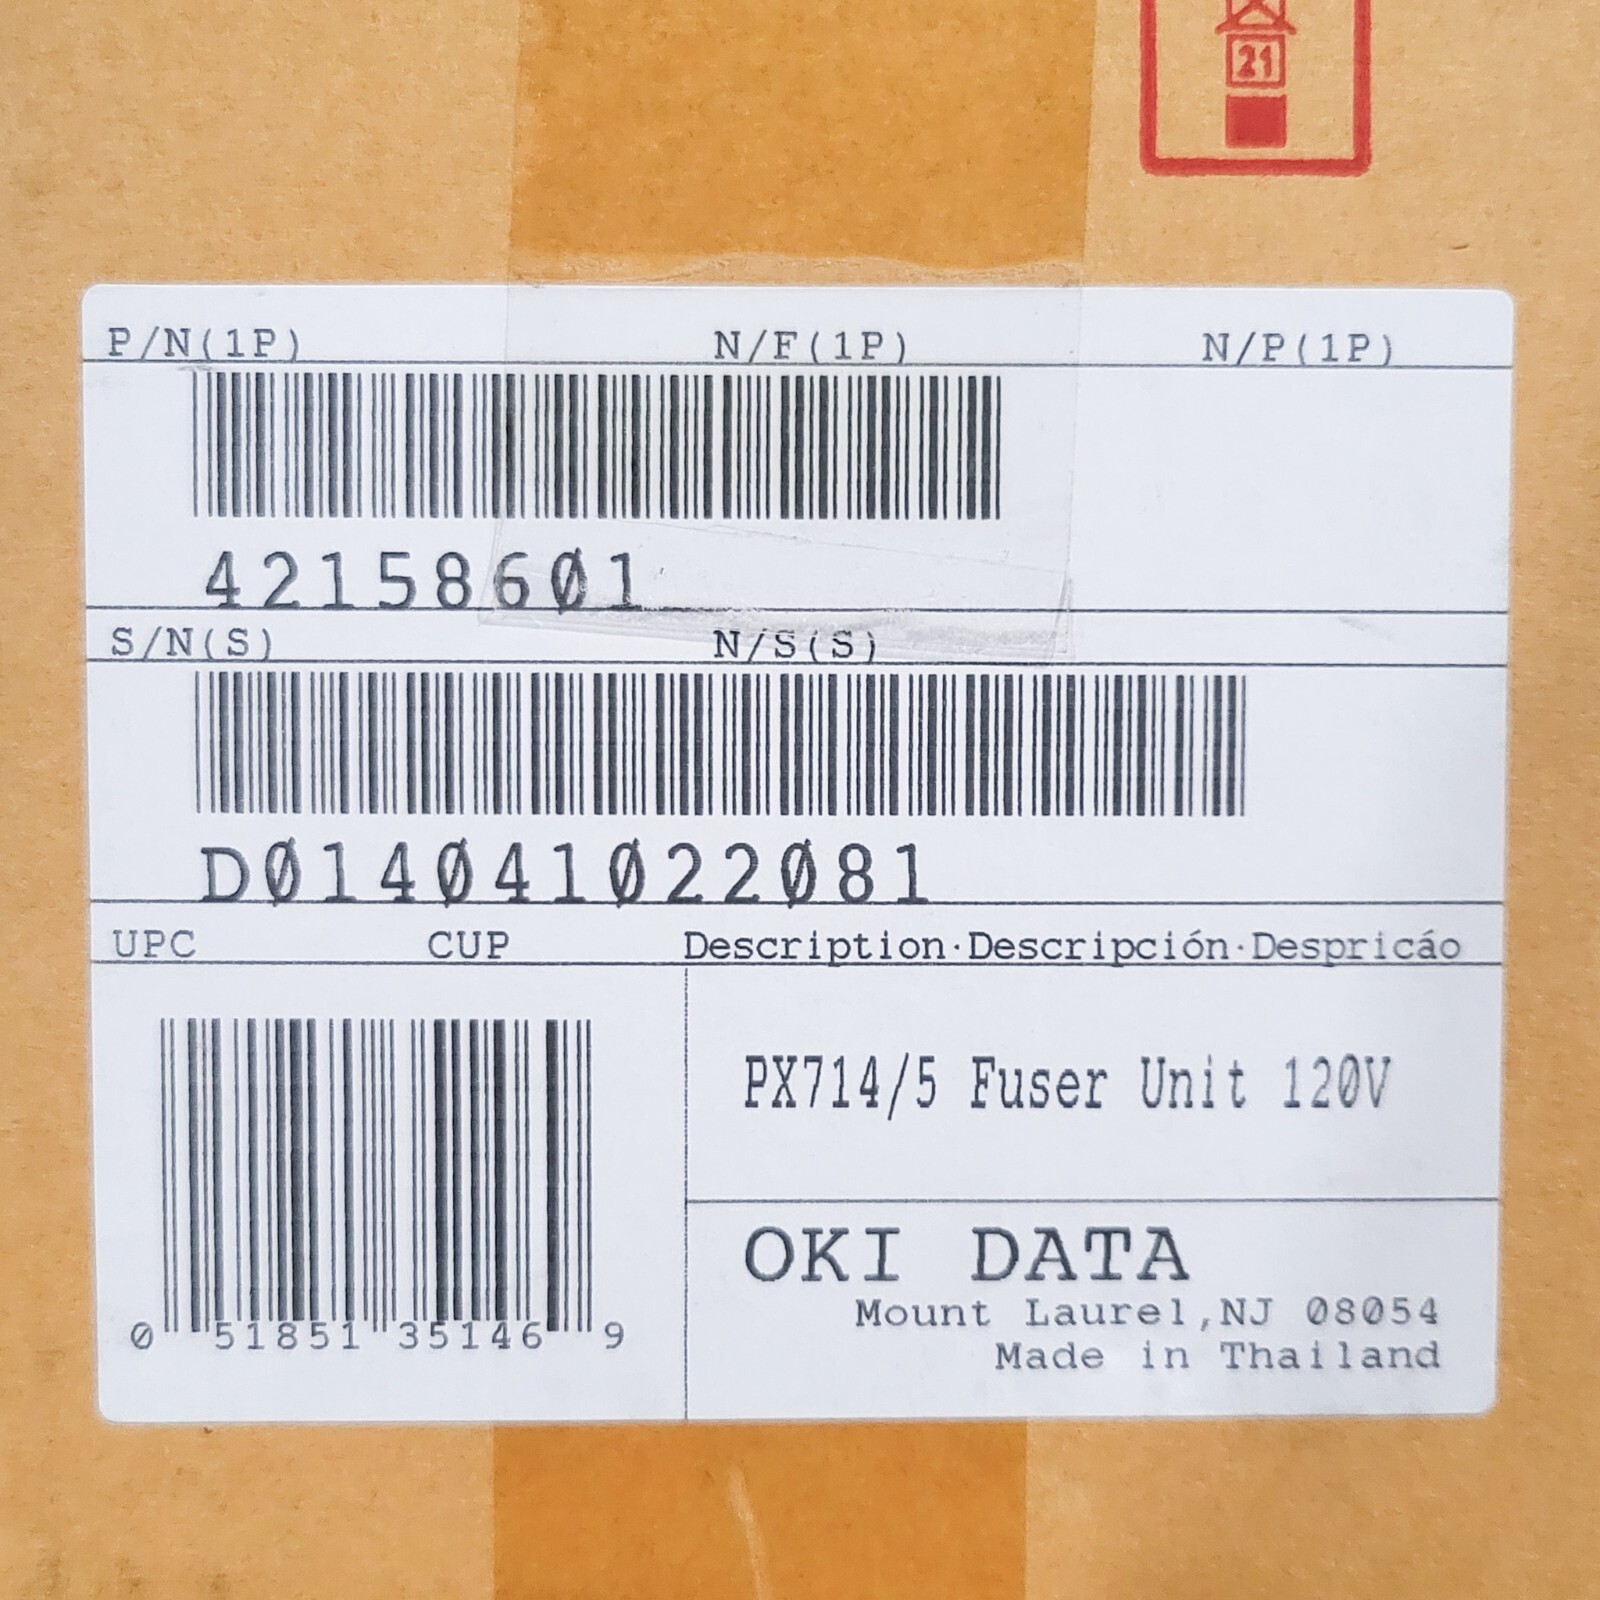 21
P/N(1P) N/F(1P) N/P(1P)
42158601
S/N(S) N/S(S)
D014041022081
UPC CUP Description·Descripción·Despricáo
PX714/5 Fuser Unit 120V
OKI DATA
Mount Laurel,NJ 08054
Made in Thailand
0 51851 35146 9